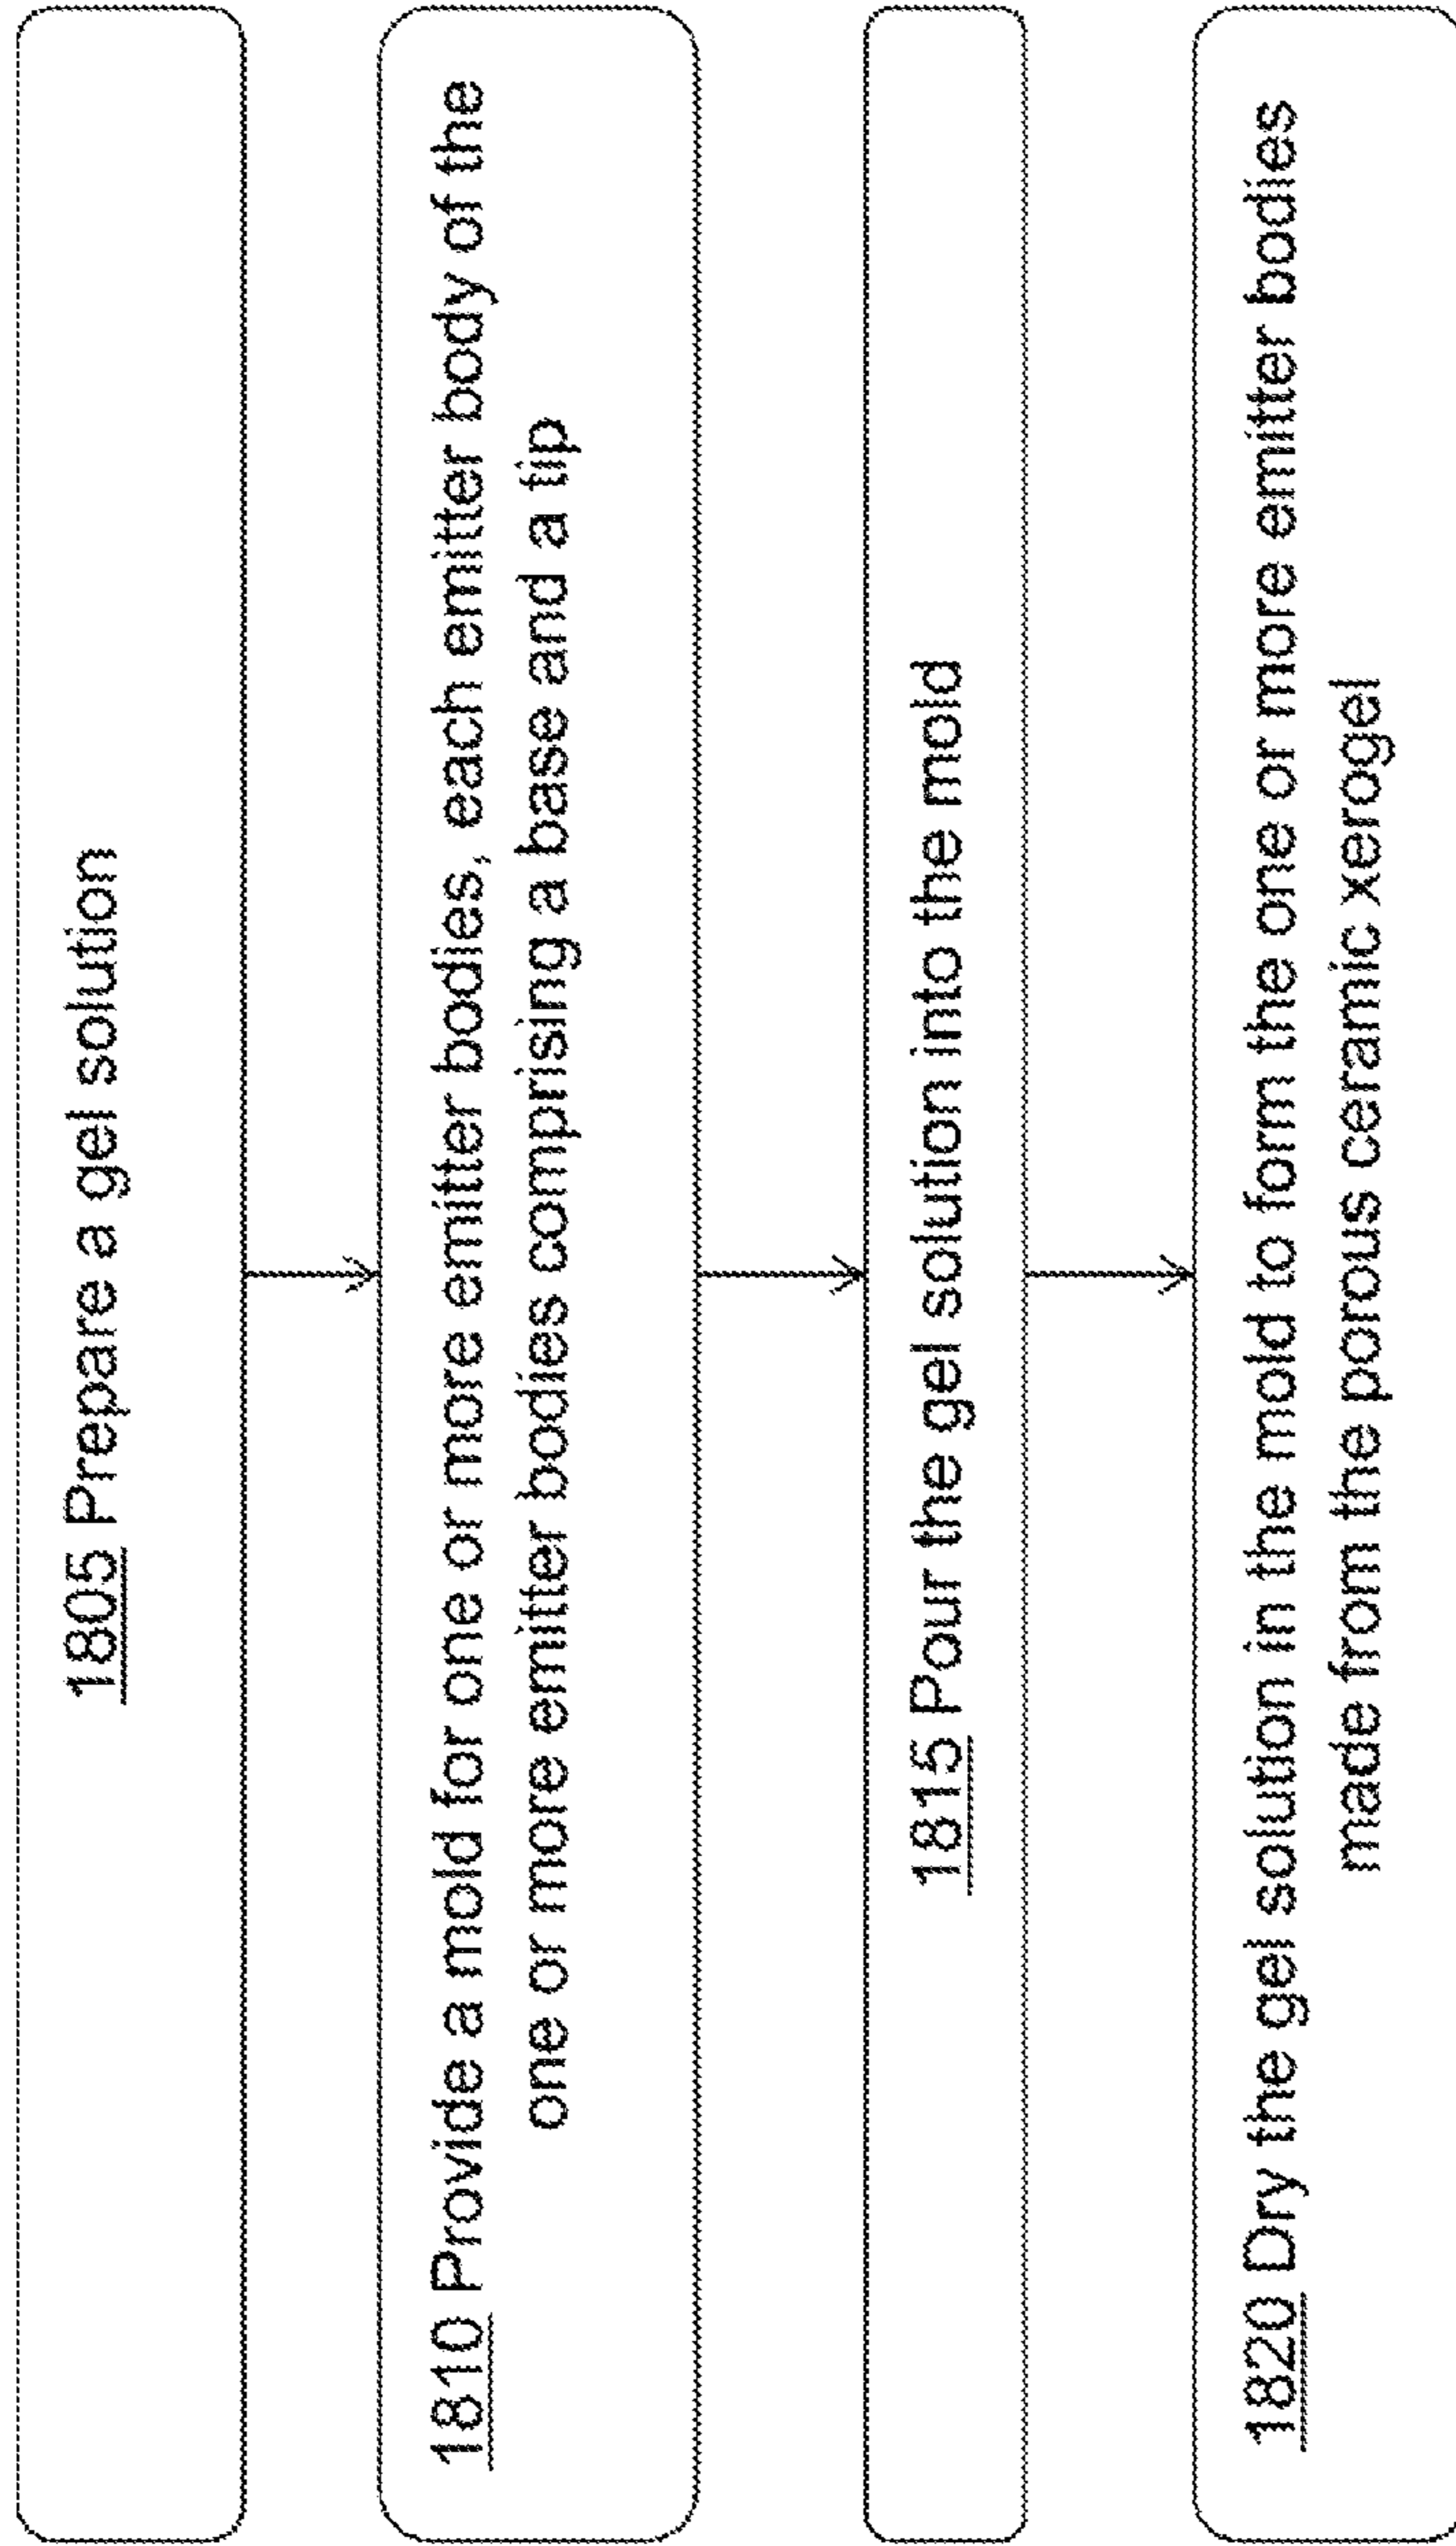 1805 Prepare a gel solution
1810 Provide a mold for one or more emitter bodies, each emitter body of the
one or more emitter bodies comprising a base and a tip
1815 Pour the gel solution into the mold
1820 Dry the gel solution in the mold to form the one or more emitter bodies
made from the porous ceramic xerogel